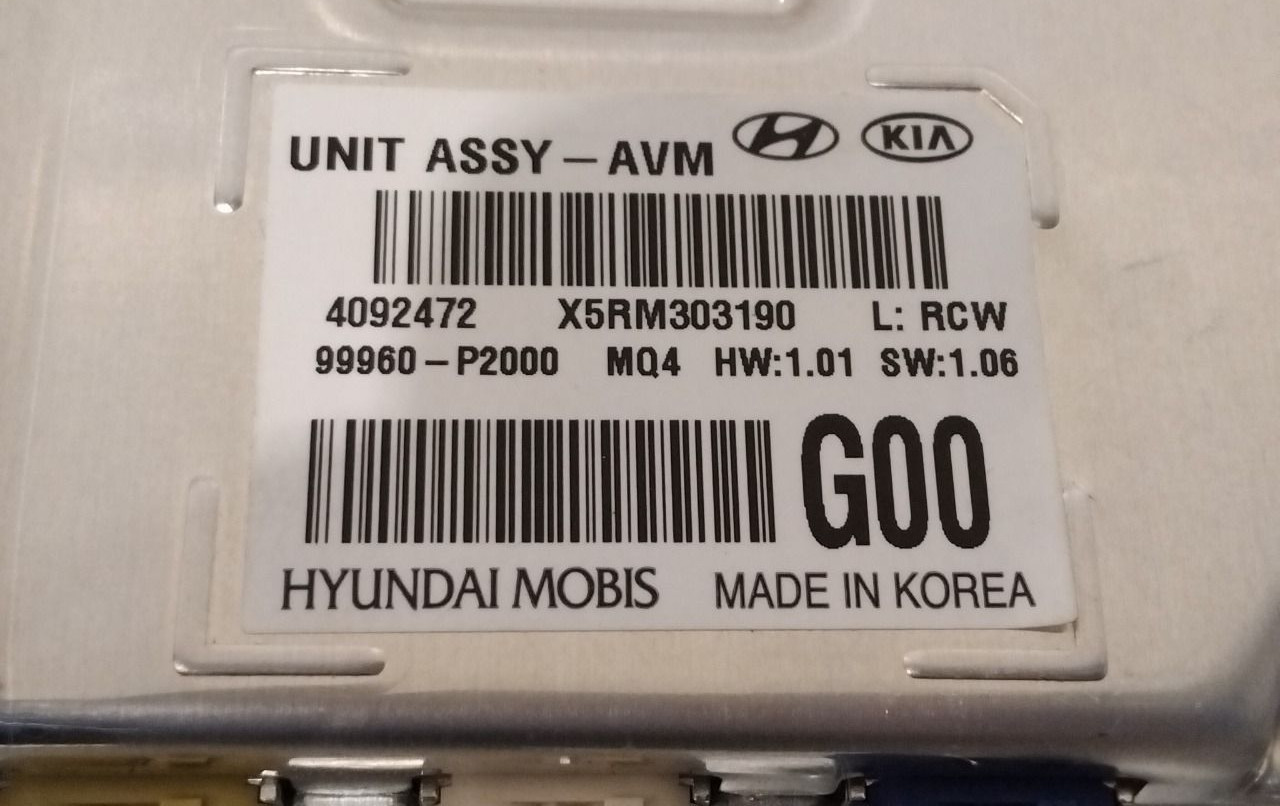 UNIT ASSY – AVM H KIA
4092472 X5RM303190 L: RCW
99960 – P2000 MQ4 HW:1.01 SW:1.06
G00
HYUNDAI MOBIS MADE IN KOREA